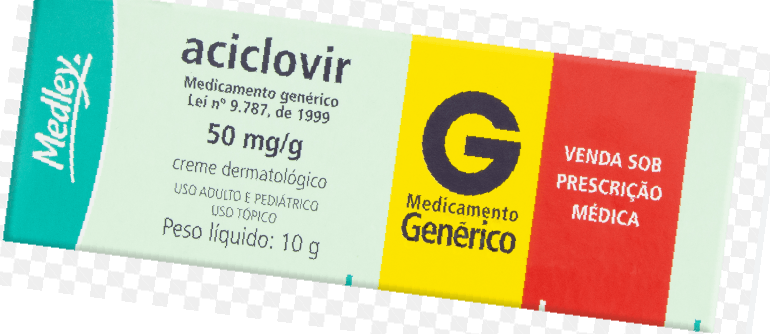 Medley.
aciclovir
Medicamento genérico
Lei nº 9.787, de 1999
50 mg/g
creme dermatológico
USO ADULTO E PEDIÁTRICO
USO TÓPICO
Peso líquido: 10 g
G
Medicamento
Genérico
VENDA SOB
PRESCRIÇÃO
MÉDICA